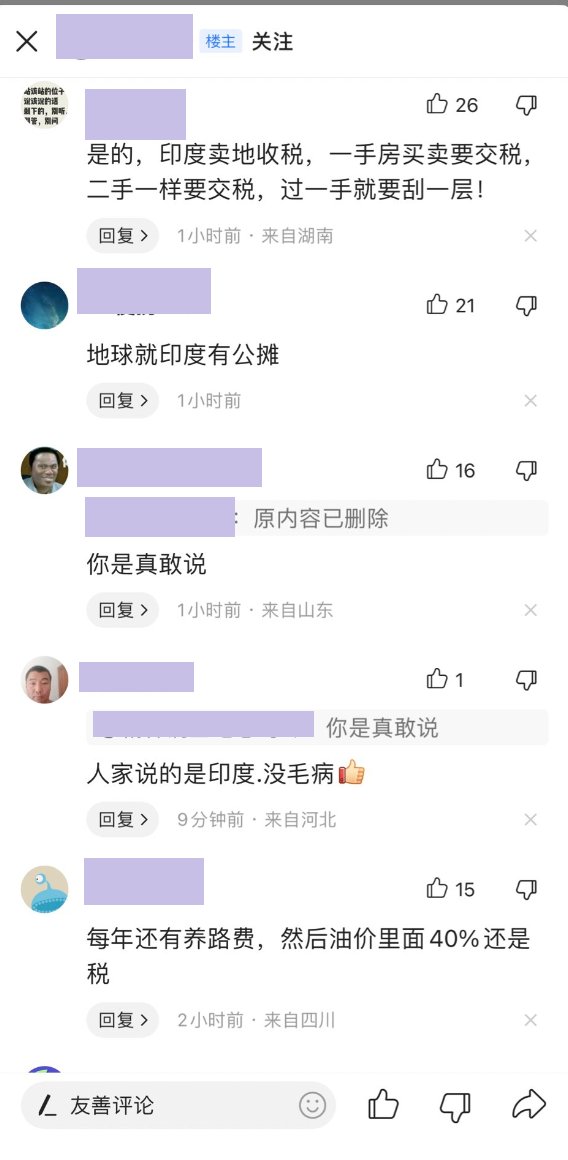 楼主 关注
26
是的，印度卖地收税，一手房买卖要交税，
二手一样要交税，过一手就要刮一层！
回复 1小时前 · 来自湖南
21
地球就印度有公摊
回复 1小时前
16
： 原内容已删除
你是真敢说
回复 1小时前 · 来自山东
1
你是真敢说
人家说的是印度.没毛病
回复 9分钟前 · 来自河北
15
每年还有养路费，然后油价里面40%还是
税
回复 2小时前 · 来自四川
友善评论